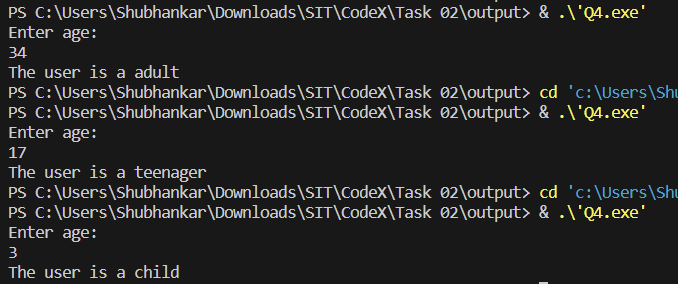 PS C:\Users\Shubhankar\Downloads\SIT\CodeX\Task 02\output> & .\'Q4.exe'
Enter age:
34
The user is a adult
PS C:\Users\Shubhankar\Downloads\SIT\CodeX\Task 02\output> cd 'c:\Users\Shu
PS C:\Users\Shubhankar\Downloads\SIT\CodeX\Task 02\output> & .\'Q4.exe'
Enter age:
17
The user is a teenager
PS C:\Users\Shubhankar\Downloads\SIT\CodeX\Task 02\output> cd 'c:\Users\Shu
PS C:\Users\Shubhankar\Downloads\SIT\CodeX\Task 02\output> & .\'Q4.exe'
Enter age:
3
The user is a child